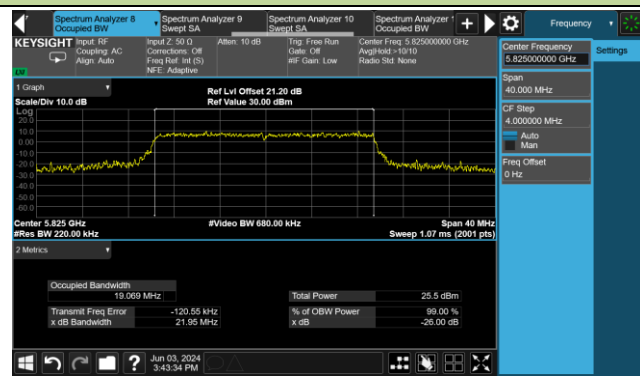 Spectrum Analyzer 8
Occupied BW
Spectrum Analyzer 9
Swept SA
Spectrum Analyzer 10
Swept SA
Spectrum Analyzer 1
Occupied BW
Frequency
KEYSIGHT
Input: RF
Coupling: AC
Align: Auto
Input Z: 50 Ω
Corrections: Off
Freq Ref: Int (S)
NFE: Adaptive
Atten: 10 dB
Trig: Free Run
Gate: Off
#IF Gain: Low
Center Freq: 5.825000000 GHz
Avg|Hold:>10/10
Radio Std: None
1 Graph
Scale/Div 10.0 dB
Ref Lvl Offset 21.20 dB
Ref Value 30.00 dBm
Log
20.0
10.0
0.00
-10.0
-20.0
-30.0
-40.0
-50.0
-60.0
Center 5.825 GHz
#Res BW 220.00 kHz
#Video BW 680.00 kHz
Span 40 MHz
Sweep 1.07 ms (2001 pts)
2 Metrics
Occupied Bandwidth
19.069 MHz
Total Power 25.5 dBm
Transmit Freq Error -120.55 kHz
% of OBW Power 99.00 %
x dB Bandwidth 21.95 MHz
x dB -26.00 dB
Jun 03, 2024
3:43:34 PM
Center Frequency
5.825000000 GHz
Settings
Span
40.000 MHz
CF Step
4.000000 MHz
Auto
Man
Freq Offset
0 Hz